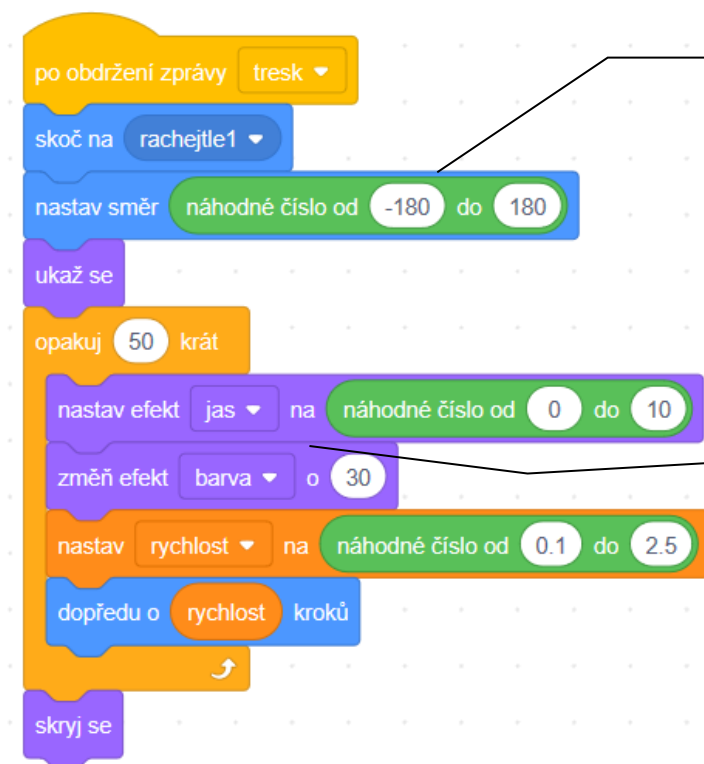 po obdržení zprávy tresk
skoč na rachejtle1
nastav směr náhodné číslo od -180 do 180
ukaž se
opakuj 50 krát
nastav efekt jas na náhodné číslo od 0 do 10
změň efekt barva o 30
nastav rychlost na náhodné číslo od 0.1 do 2.5
dopředu o rychlost kroků
skryj se